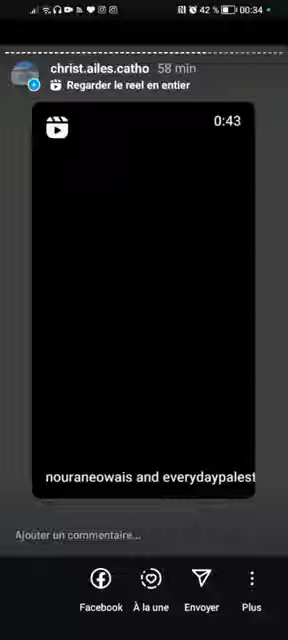 42 % 00:34
christ.ailes.catho 58 min
Regarder le reel en entier
0:43
nouraneowais and everydaypalest
Ajouter un commentaire...
Facebook À la une Envoyer Plus